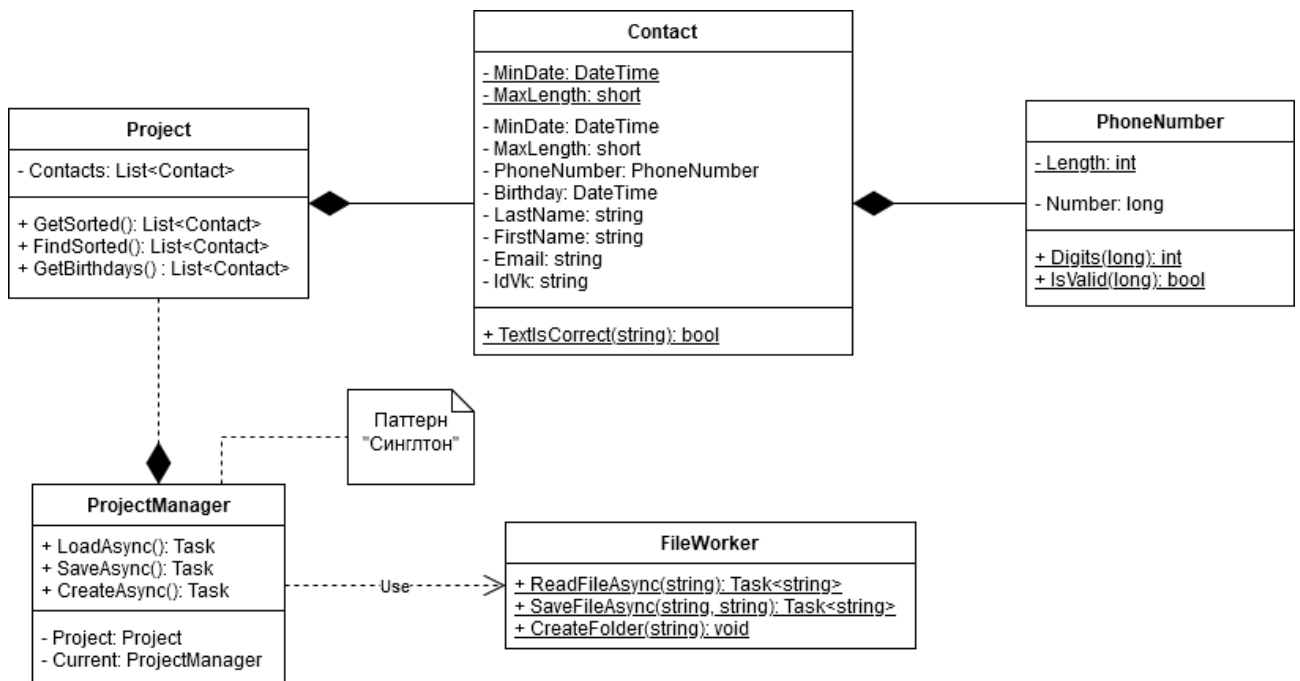 Contact
- MinDate: DateTime
- MaxLength: short
- MinDate: DateTime
- MaxLength: short
- PhoneNumber: PhoneNumber
- Birthday: DateTime
- LastName: string
- FirstName: string
- Email: string
- IdVk: string
+ TextIsCorrect(string): bool
Project
- Contacts: List<Contact>
+ GetSorted(): List<Contact>
+ FindSorted(): List<Contact>
+ GetBirthdays() : List<Contact>
PhoneNumber
- Length: int
- Number: long
+ Digits(long): int
+ IsValid(long): bool
Паттерн
"Синглтон"
ProjectManager
+ LoadAsync(): Task
+ SaveAsync(): Task
+ CreateAsync(): Task
- Project: Project
- Current: ProjectManager
Use
FileWorker
+ ReadFileAsync(string): Task<string>
+ SaveFileAsync(string, string): Task<string>
+ CreateFolder(string): void